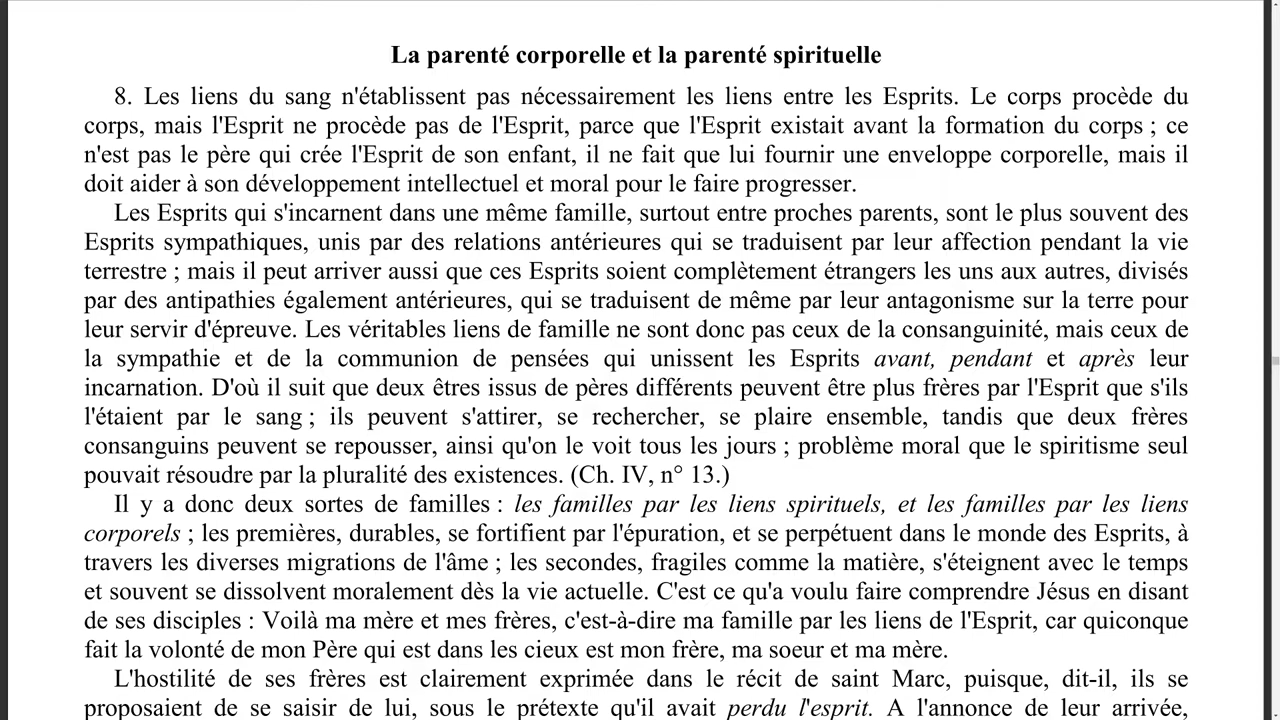 La parenté corporelle et la parenté spirituelle
8. Les liens du sang n'établissent pas nécessairement les liens entre les Esprits. Le corps procède du
corps, mais l'Esprit ne procède pas de l'Esprit, parce que l'Esprit existait avant la formation du corps ; ce
n'est pas le père qui crée l'Esprit de son enfant, il ne fait que lui fournir une enveloppe corporelle, mais il
doit aider à son développement intellectuel et moral pour le faire progresser.
Les Esprits qui s'incarnent dans une même famille, surtout entre proches parents, sont le plus souvent des
Esprits sympathiques, unis par des relations antérieures qui se traduisent par leur affection pendant la vie
terrestre ; mais il peut arriver aussi que ces Esprits soient complètement étrangers les uns aux autres, divisés
par des antipathies également antérieures, qui se traduisent de même par leur antagonisme sur la terre pour
leur servir d'épreuve. Les véritables liens de famille ne sont donc pas ceux de la consanguinité, mais ceux de
la sympathie et de la communion de pensées qui unissent les Esprits avant, pendant et après leur
incarnation. D'où il suit que deux êtres issus de pères différents peuvent être plus frères par l'Esprit que s'ils
l'étaient par le sang ; ils peuvent s'attirer, se rechercher, se plaire ensemble, tandis que deux frères
consanguins peuvent se repousser, ainsi qu'on le voit tous les jours ; problème moral que le spiritisme seul
pouvait résoudre par la pluralité des existences. (Ch. IV, n° 13.)
Il y a donc deux sortes de familles : les familles par les liens spirituels, et les familles par les liens
corporels ; les premières, durables, se fortifient par l'épuration, et se perpétuent dans le monde des Esprits, à
travers les diverses migrations de l'âme ; les secondes, fragiles comme la matière, s'éteignent avec le temps
et souvent se dissolvent moralement dès la vie actuelle. C'est ce qu'a voulu faire comprendre Jésus en disant
de ses disciples : Voilà ma mère et mes frères, c'est-à-dire ma famille par les liens de l'Esprit, car quiconque
fait la volonté de mon Père qui est dans les cieux est mon frère, ma soeur et ma mère.
L'hostilité de ses frères est clairement exprimée dans le récit de saint Marc, puisque, dit-il, ils se
proposaient de se saisir de lui, sous le prétexte qu'il avait perdu l'esprit. A l'annonce de leur arrivée,